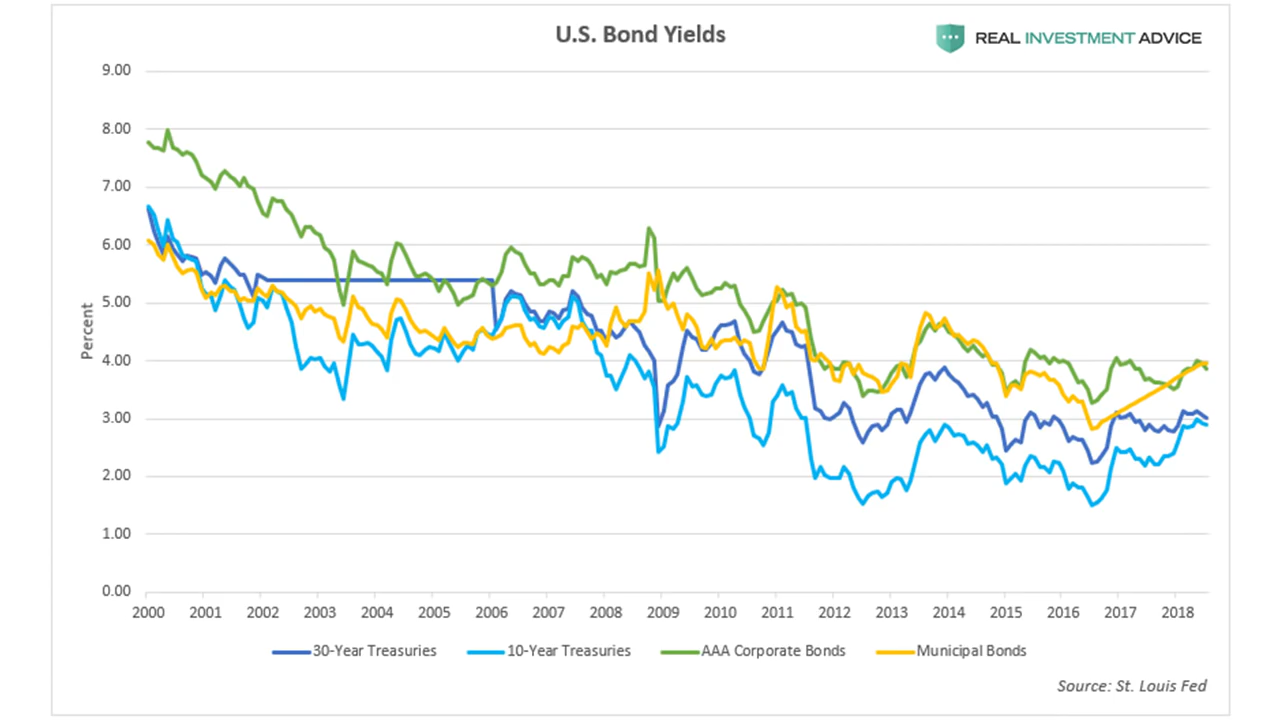 U.S. Bond Yields
REAL INVESTMENT ADVICE
Percent
9.00
8.00
7.00
6.00
5.00
4.00
3.00
2.00
1.00
0.00
2000 2001 2002 2003 2004 2005 2006 2007 2008 2009 2010 2011 2012 2013 2014 2015 2016 2017 2018
30-Year Treasuries 10-Year Treasuries AAA Corporate Bonds Municipal Bonds
Source: St. Louis Fed